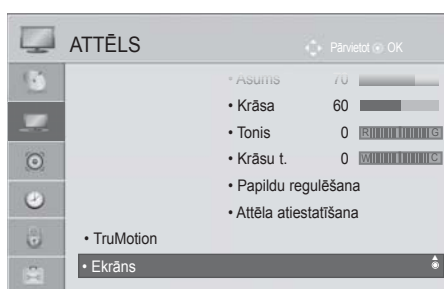 ATTĒLS
Pārvietot OK
• Asums 70
• Krāsa 60
• Tonis 0 R G
• Krāsu t. 0 W C
• Papildu regulēšana
• Attēla atiestatīšana
• TruMotion
• Ekrāns